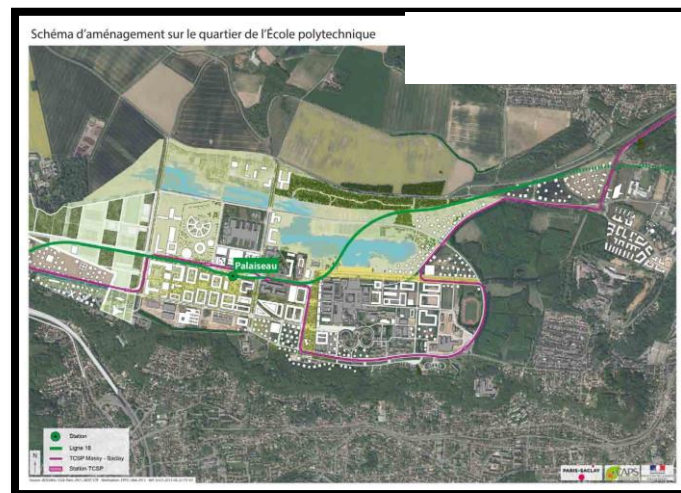 Schéma d'aménagement sur le quartier de l'École polytechnique
Palaiseau
Station
Ligne 18
TCSP Massy - Saclay
Station TCSP
N
PARIS-SACLAY
CAPS